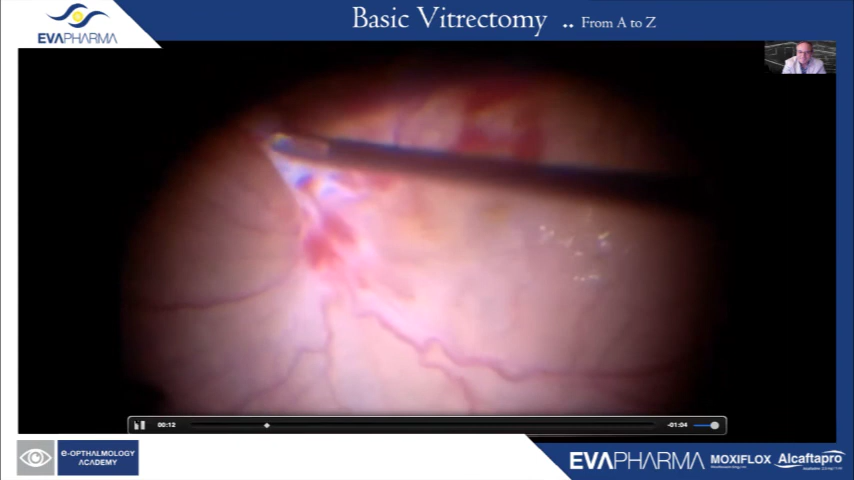 Basic Vitrectomy .. From A to Z
EVAPHARMA
00:12
-01:04
e-OPTHALMOLOGY
ACADEMY
EVAPHARMA MOXIFLOX Alcaftapro